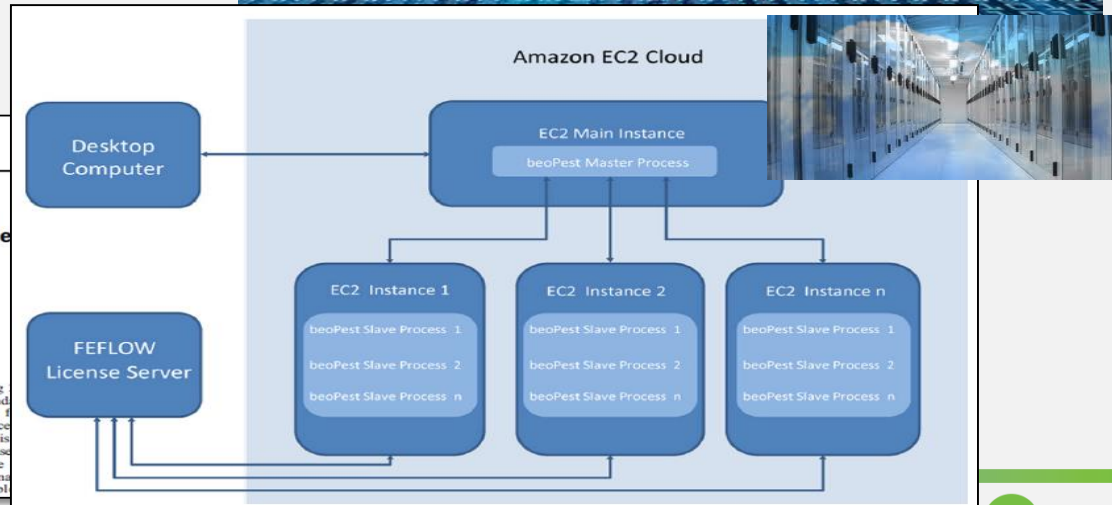 Amazon EC2 Cloud
Desktop
Computer
EC2 Main Instance
beoPest Master Process
EC2 Instance 1
beoPest Slave Process 1
beoPest Slave Process 2
beoPest Slave Process n
EC2 Instance 2
beoPest Slave Process 1
beoPest Slave Process 2
beoPest Slave Process n
EC2 Instance n
beoPest Slave Process 1
beoPest Slave Process 2
beoPest Slave Process n
FEFLOW
License Server